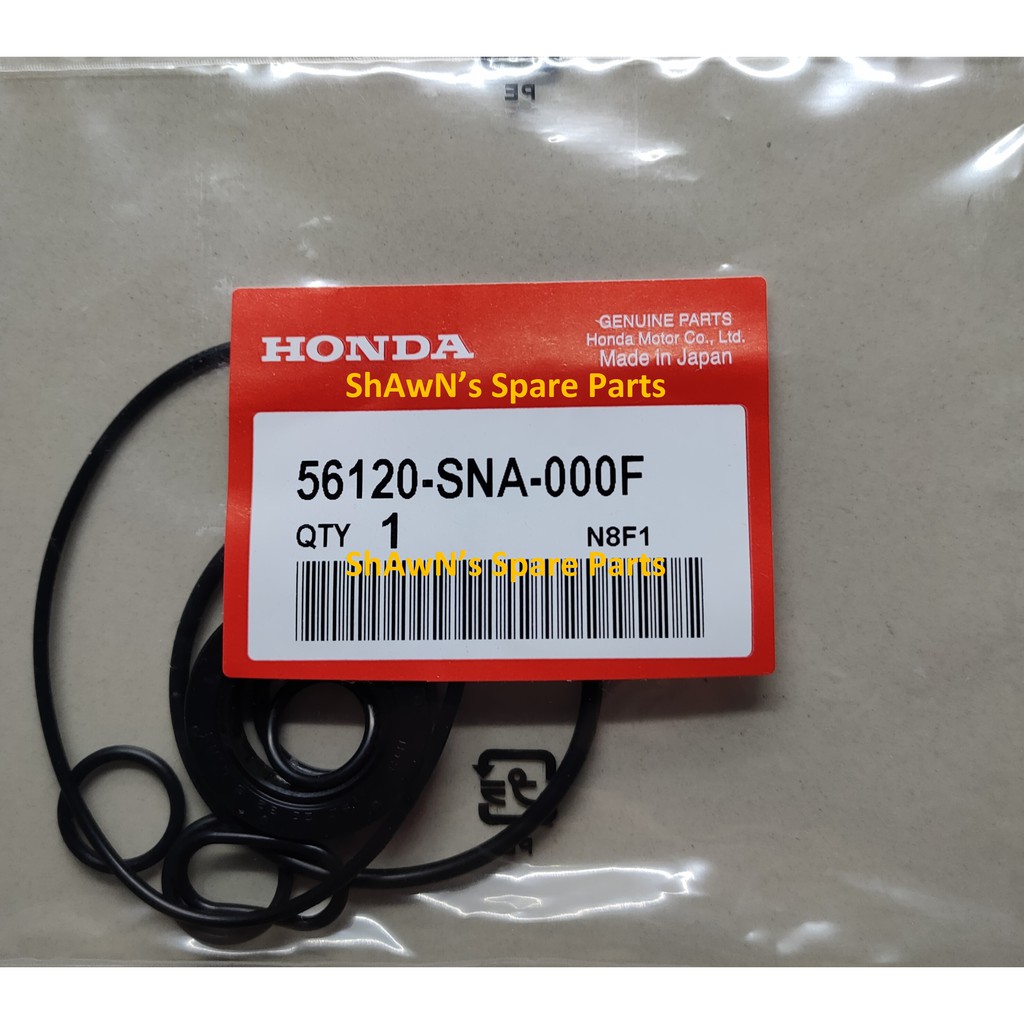 PE
HONDA
GENUINE PARTS
Honda Motor Co., Ltd.
Made in Japan
ShAwN's Spare Parts
56120-SNA-000F
QTY 1 N8F1
ShAwN's Spare Parts